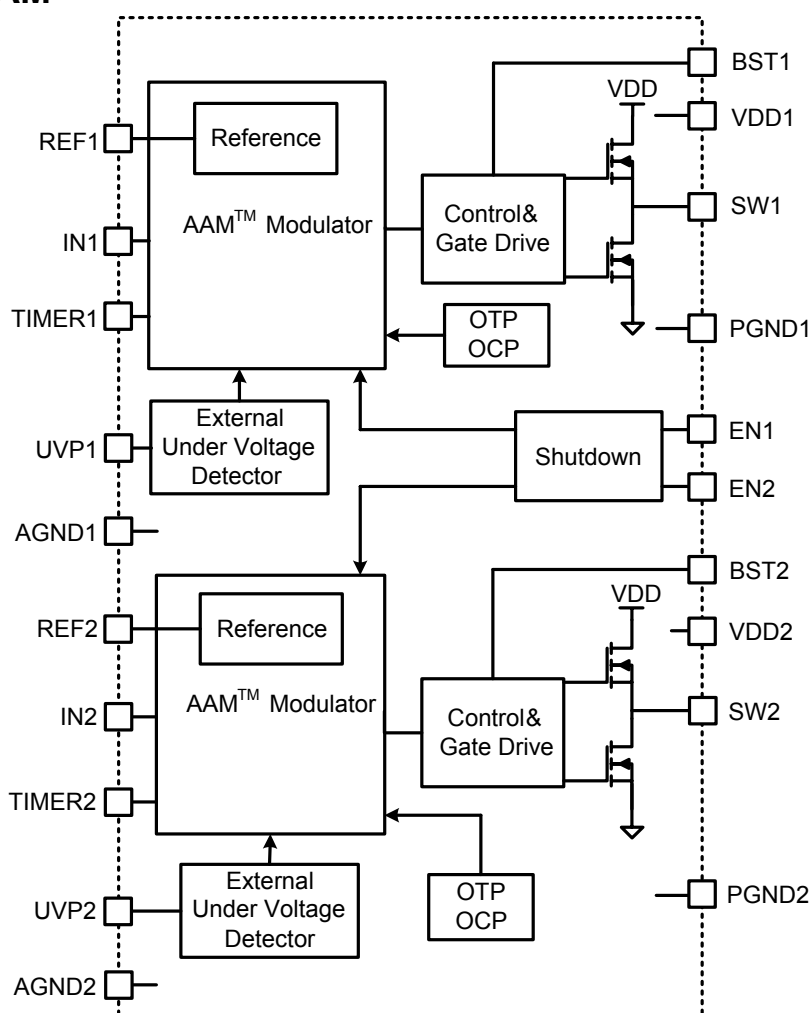 BST1
VDD
VDD1
REF1
Reference
SW1
AAM™ Modulator
Control&
Gate Drive
IN1
TIMER1
OTP
OCP
PGND1
External
Under Voltage
Detector
UVP1
EN1
Shutdown
EN2
AGND1
BST2
VDD
VDD2
REF2
Reference
AAM™ Modulator
IN2
Control&
Gate Drive
SW2
TIMER2
External
Under Voltage
Detector
OTP
OCP
UVP2
PGND2
AGND2